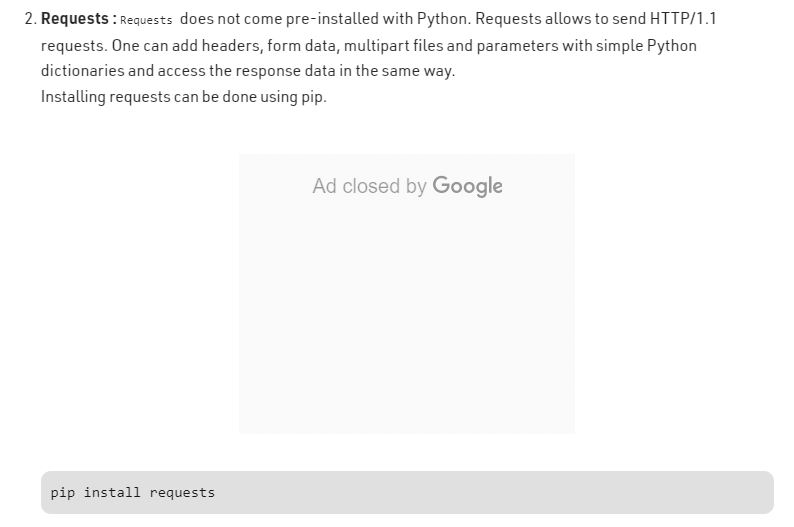 2. Requests : Requests does not come pre-installed with Python. Requests allows to send HTTP/1.1
requests. One can add headers, form data, multipart files and parameters with simple Python
dictionaries and access the response data in the same way.
Installing requests can be done using pip.
Ad closed by Google
pip install requests